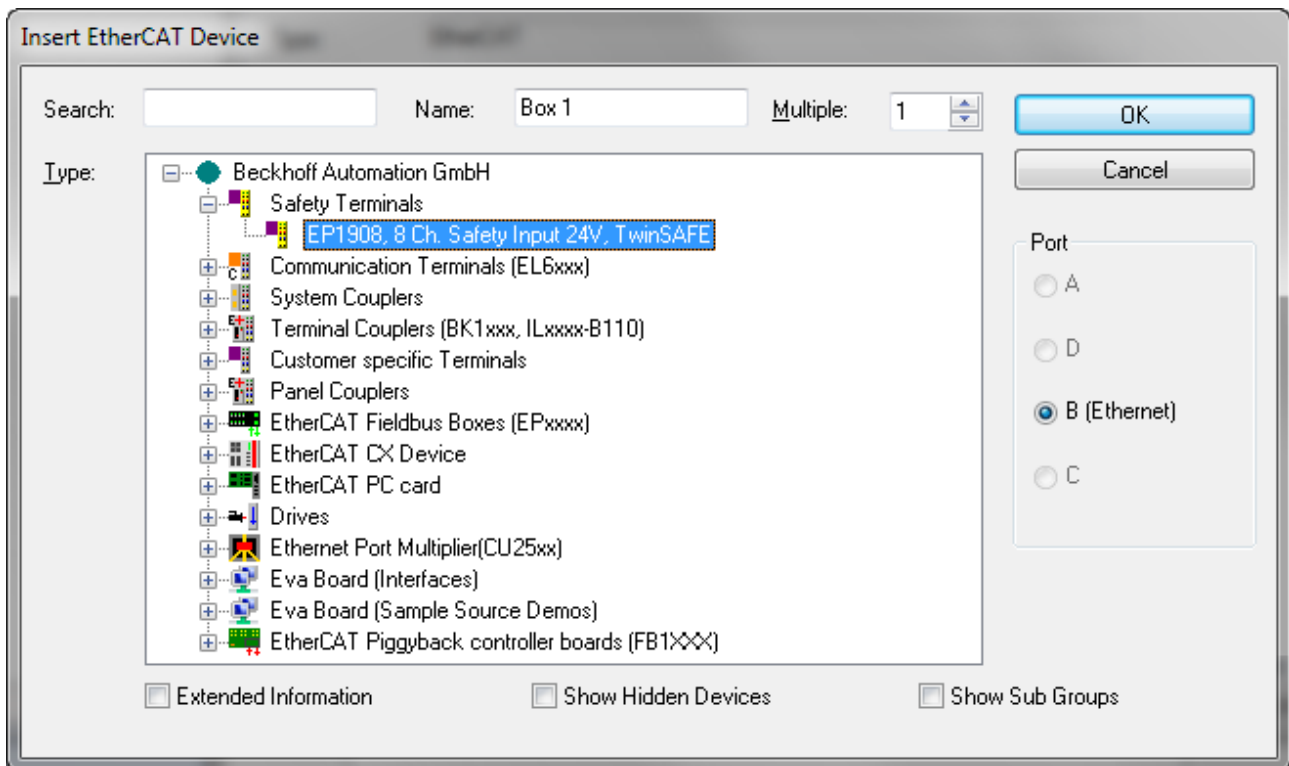 Insert EtherCAT Device
Search: Name: Box 1 Multiple: 1 OK
Type: Beckhoff Automation GmbH Cancel
Safety Terminals
EP1908, 8 Ch. Safety Input 24V, TwinSAFE
Communication Terminals (EL6xxx)
System Couplers
Terminal Couplers (BK1xxx, ILxxxx-B110)
Customer specific Terminals
Panel Couplers
EtherCAT Fieldbus Boxes (EPxxxx)
EtherCAT CX Device
EtherCAT PC card
Drives
Ethernet Port Multiplier(CU25xx)
Eva Board (Interfaces)
Eva Board (Sample Source Demos)
EtherCAT Piggyback controller boards (FB1XXX)
Port
A
D
B (Ethernet)
C
Extended Information Show Hidden Devices Show Sub Groups